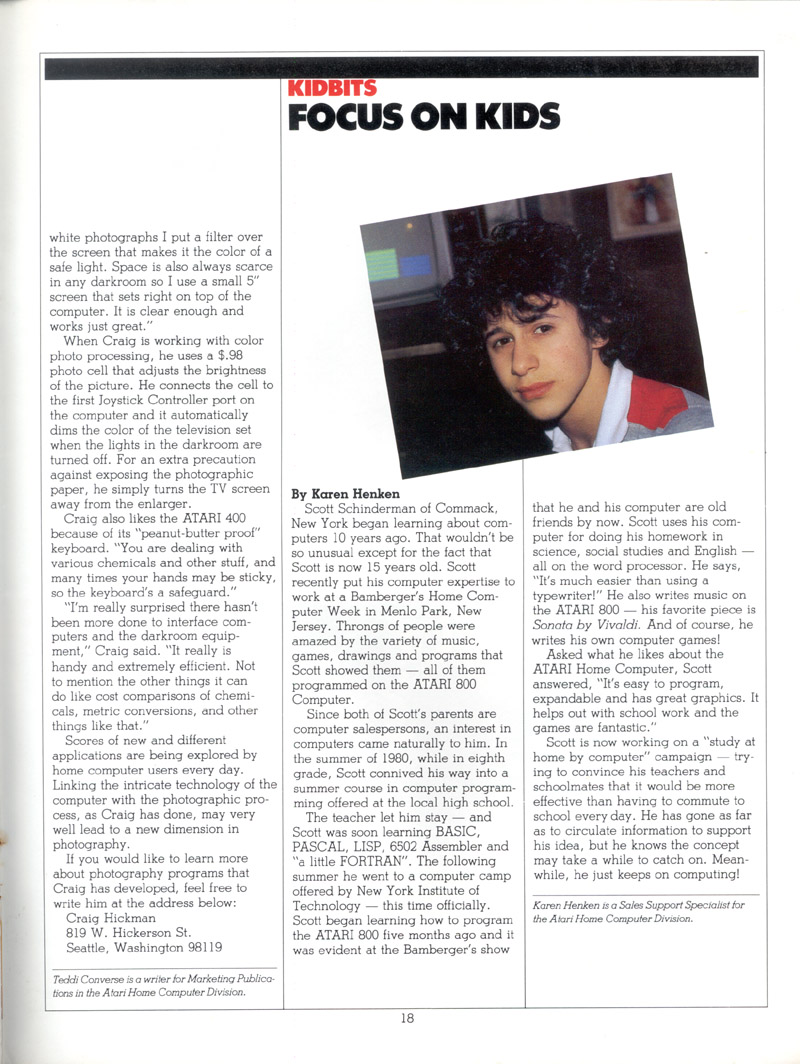 KIDBITS
FOCUS ON KIDS
white photographs I put a filter over
the screen that makes it the color of a
safe light. Space is also always scarce
in any darkroom so I use a small 5"
screen that sets right on top of the
computer. It is clear enough and
works just great."
When Craig is working with color
photo processing, he uses a $.98
photo cell that adjusts the brightness
of the picture. He connects the cell to
the first Joystick Controller port on
the computer and it automatically
dims the color of the television set
when the lights in the darkroom are
turned off. For an extra precaution
against exposing the photographic
paper, he simply turns the TV screen
away from the enlarger.
Craig also likes the ATARI 400
because of its "peanut-butter proof"
keyboard. "You are dealing with
various chemicals and other stuff, and
many times your hands may be sticky,
so the keyboard's a safeguard."
"I'm really surprised there hasn't
been more done to interface com-
puters and the darkroom equip-
ment," Craig said. "It really is
handy and extremely efficient. Not
to mention the other things it can
do like cost comparisons of chemi-
cals, metric conversions, and other
things like that."
Scores of new and different
applications are being explored by
home computer users every day.
Linking the intricate technology of the
computer with the photographic pro-
cess, as Craig has done, may very
well lead to a new dimension in
photography.
If you would like to learn more
about photography programs that
Craig has developed, feel free to
write him at the address below:
Craig Hickman
819 W. Hickerson St.
Seattle, Washington 98119
Teddi Converse is a writer for Marketing Publica-
tions in the Atari Home Computer Division.
By Karen Henken
Scott Schinderman of Commack,
New York began learning about com-
puters 10 years ago. That wouldn't be
so unusual except for the fact that
Scott is now 15 years old. Scott
recently put his computer expertise to
work at a Bamberger's Home Com-
puter Week in Menlo Park, New
Jersey. Throngs of people were
amazed by the variety of music,
games, drawings and programs that
Scott showed them — all of them
programmed on the ATARI 800
Computer.
Since both of Scott's parents are
computer salespersons, an interest in
computers came naturally to him. In
the summer of 1980, while in eighth
grade, Scott connived his way into a
summer course in computer program-
ming offered at the local high school.
The teacher let him stay — and
Scott was soon learning BASIC,
PASCAL, LISP, 6502 Assembler and
"a little FORTRAN". The following
summer he went to a computer camp
offered by New York Institute of
Technology — this time officially.
Scott began learning how to program
the ATARI 800 five months ago and it
was evident at the Bamberger's show
that he and his computer are old
friends by now. Scott uses his com-
puter for doing his homework in
science, social studies and English —
all on the word processor. He says,
"It's much easier than using a
typewriter!" He also writes music on
the ATARI 800 — his favorite piece is
Sonata by Vivaldi. And of course, he
writes his own computer games!
Asked what he likes about the
ATARI Home Computer, Scott
answered, "It's easy to program,
expandable and has great graphics. It
helps out with school work and the
games are fantastic."
Scott is now working on a "study at
home by computer" campaign — try-
ing to convince his teachers and
schoolmates that it would be more
effective than having to commute to
school every day. He has gone as far
as to circulate information to support
his idea, but he knows the concept
may take a while to catch on. Mean-
while, he just keeps on computing!
Karen Henken is a Sales Support Specialist for
the Atari Home Computer Division.
18